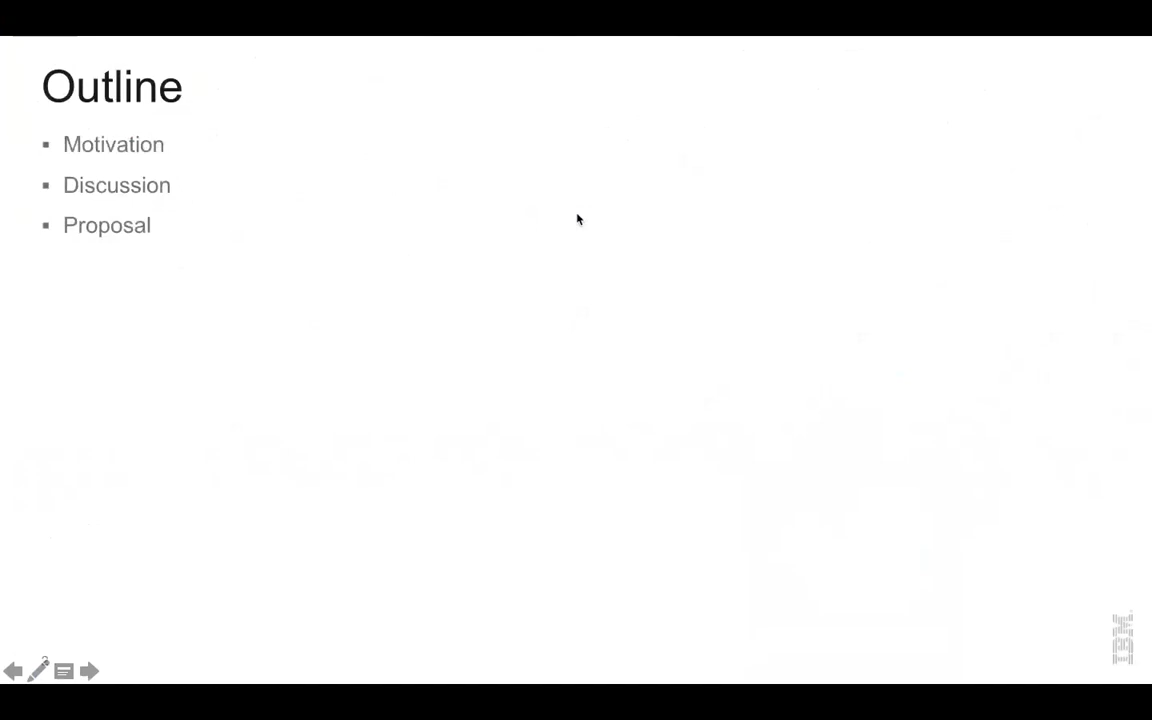 Outline
▪ Motivation
▪ Discussion
▪ Proposal
IBM